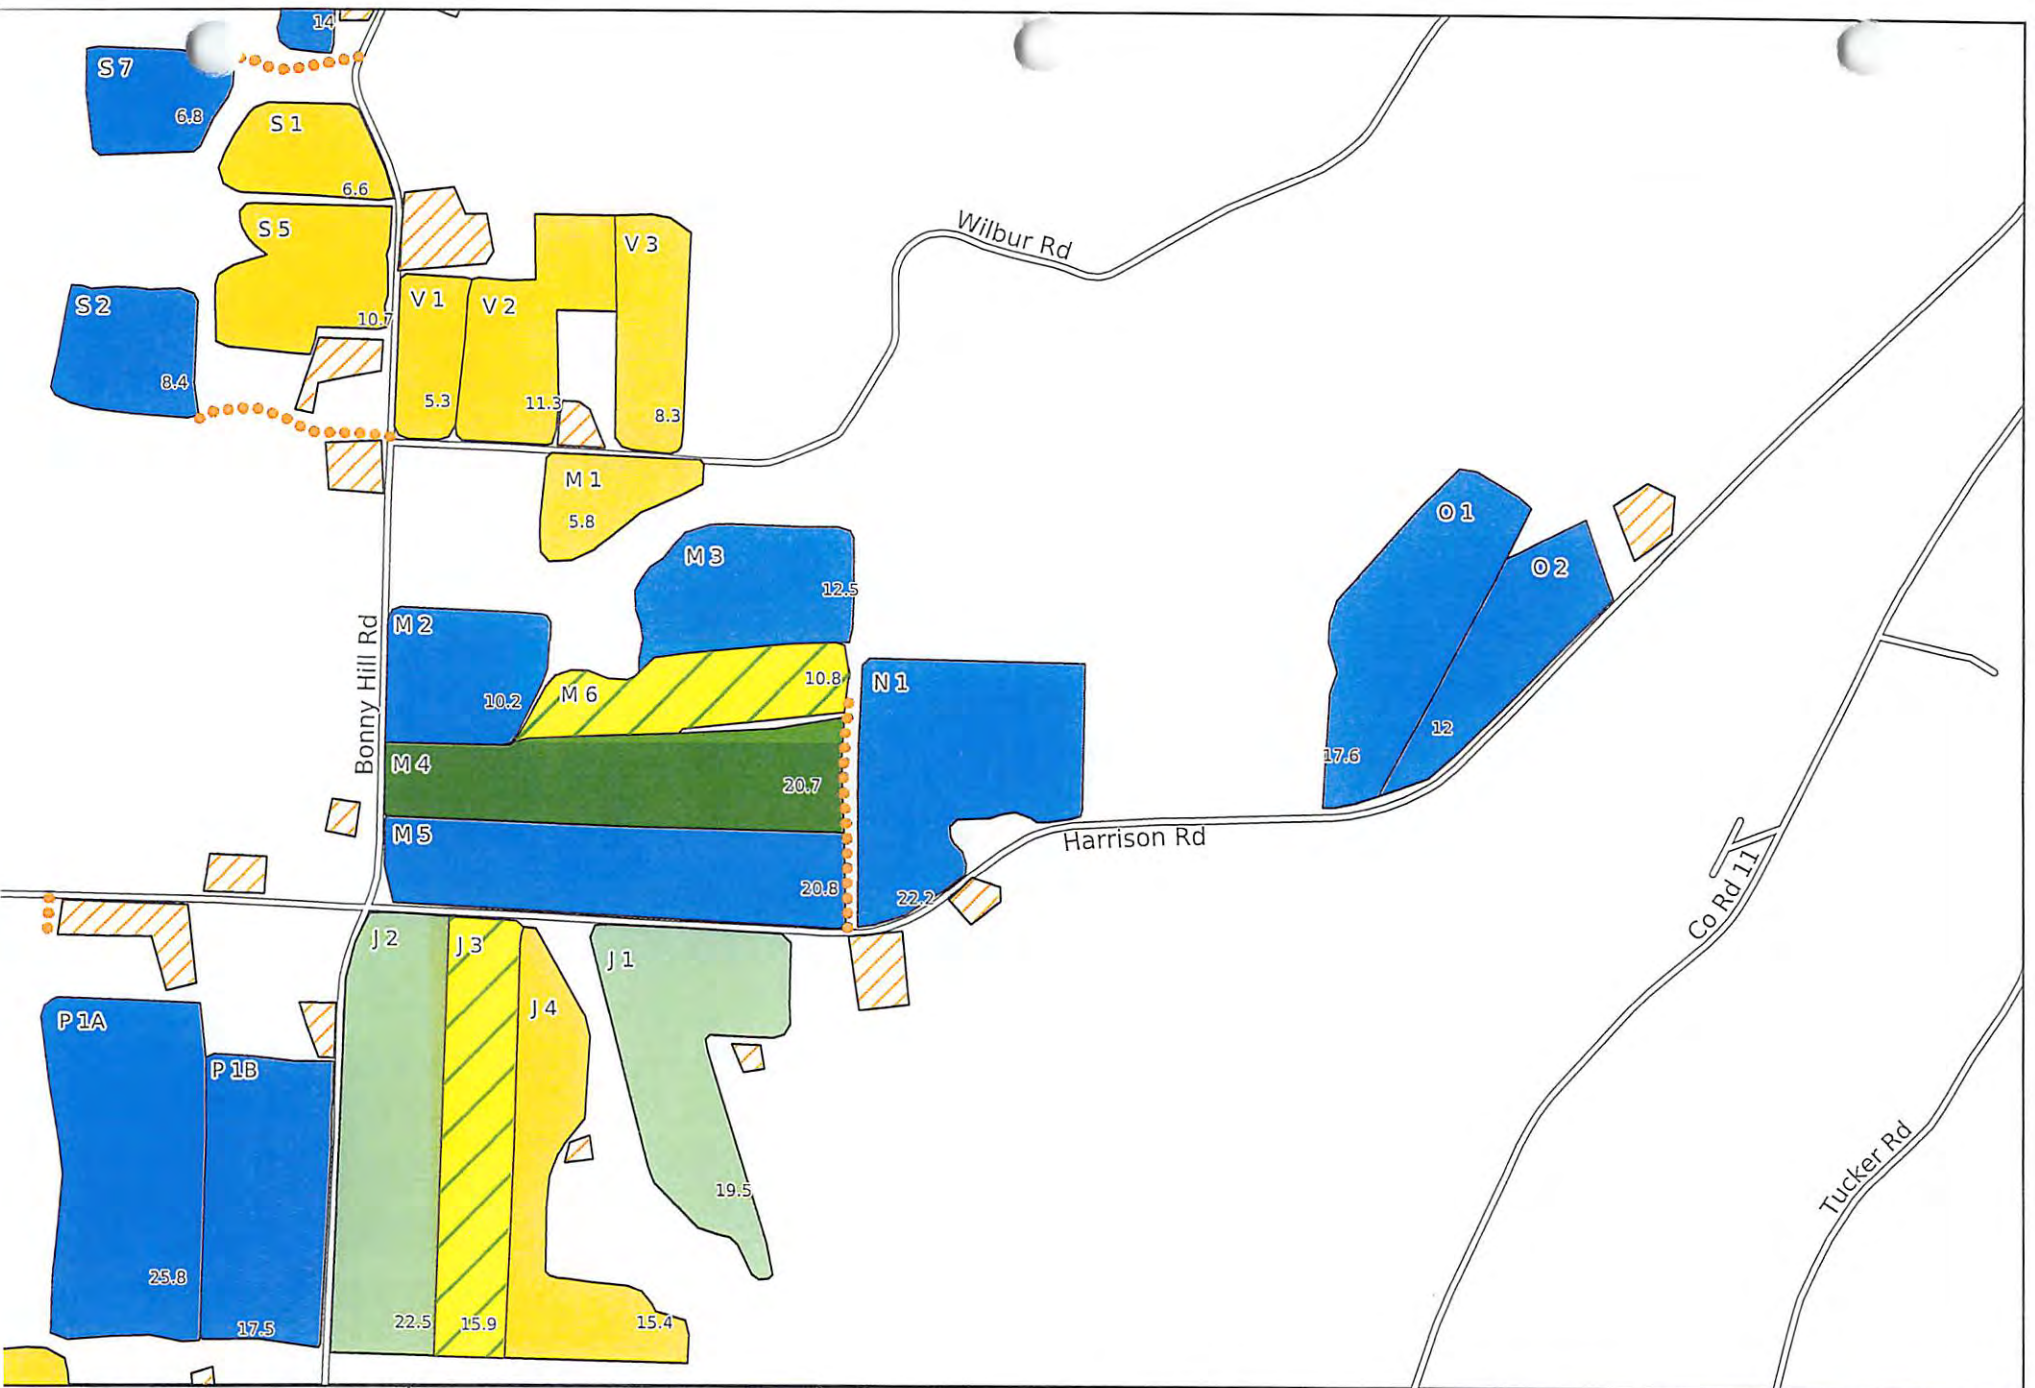 14
S 7
6.8
S 1
6.6
S 5
10.7
S 2
8.4
V 1
5.3
V 2
11.3
V 3
8.3
Wilbur Rd
M 1
5.8
M 3
12.5
M 2
10.2
M 6
10.8
M 4
20.7
M 5
20.8
N 1
22.2
O 1
17.6
O 2
12
Bonny Hill Rd
Harrison Rd
Co Rd 11
Tucker Rd
J 2
22.5
J 3
15.9
J 4
15.4
J 1
19.5
P 1A
25.8
P 1B
17.5